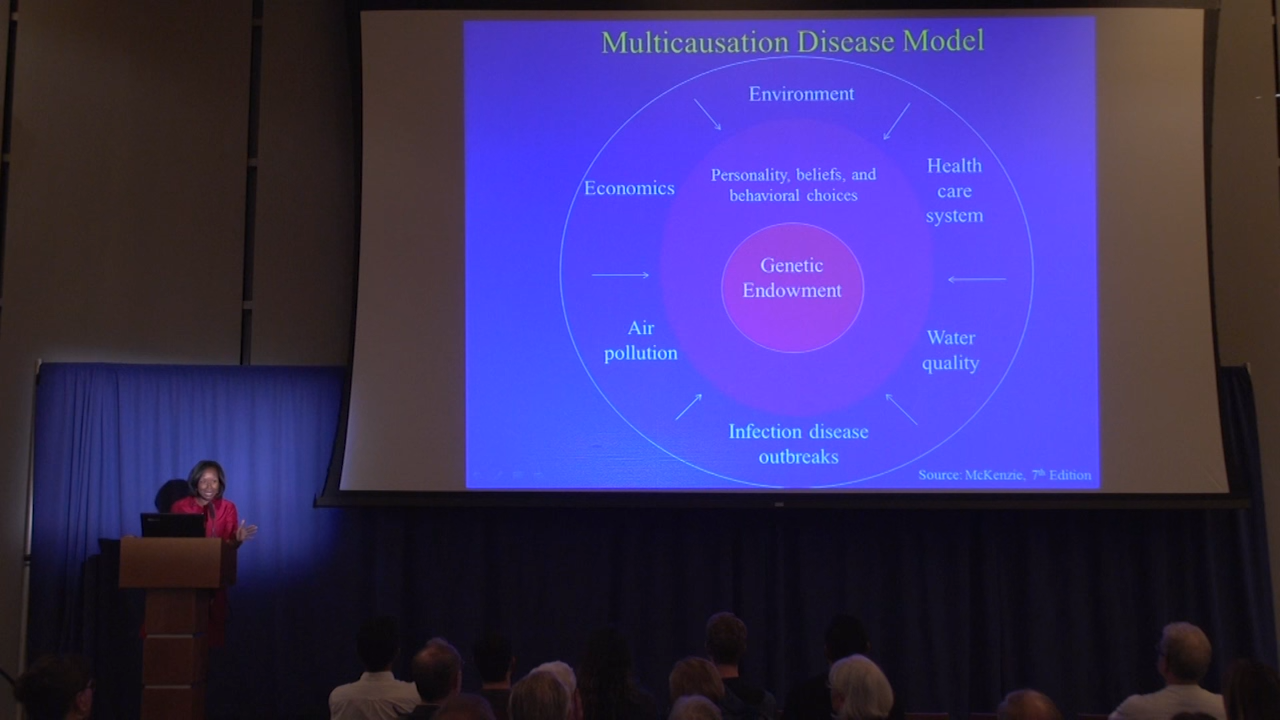 Multicausation Disease Model
Environment
Personality, beliefs, and
behavioral choices
Health
care
system
Economics
Genetic
Endowment
Air
pollution
Water
quality
Infection disease
outbreaks
Source: McKenzie, 7th Edition